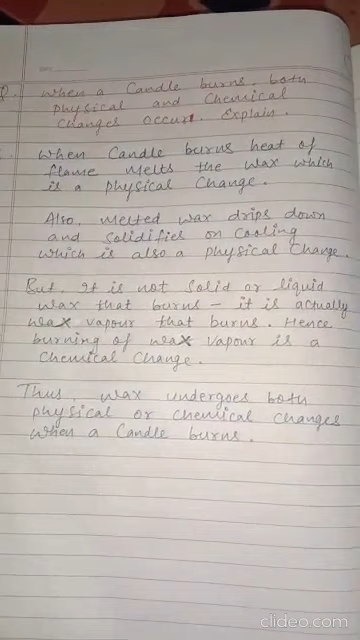 Q. When a Candle burns, both
physical and Chemical
Changes occurs. Explain.
When Candle burns heat of
flame melts the wax which
is a physical Change.
Also, melted wax drips down
and solidifies on cooling
which is also a physical change.
But, it is not solid or liquid
wax that burns - it is actually
wax vapour that burns. Hence
burning of wax vapour is a
Chemical Change.
Thus, wax undergoes both
physical or chemical changes
when a Candle burns.
clideo.com